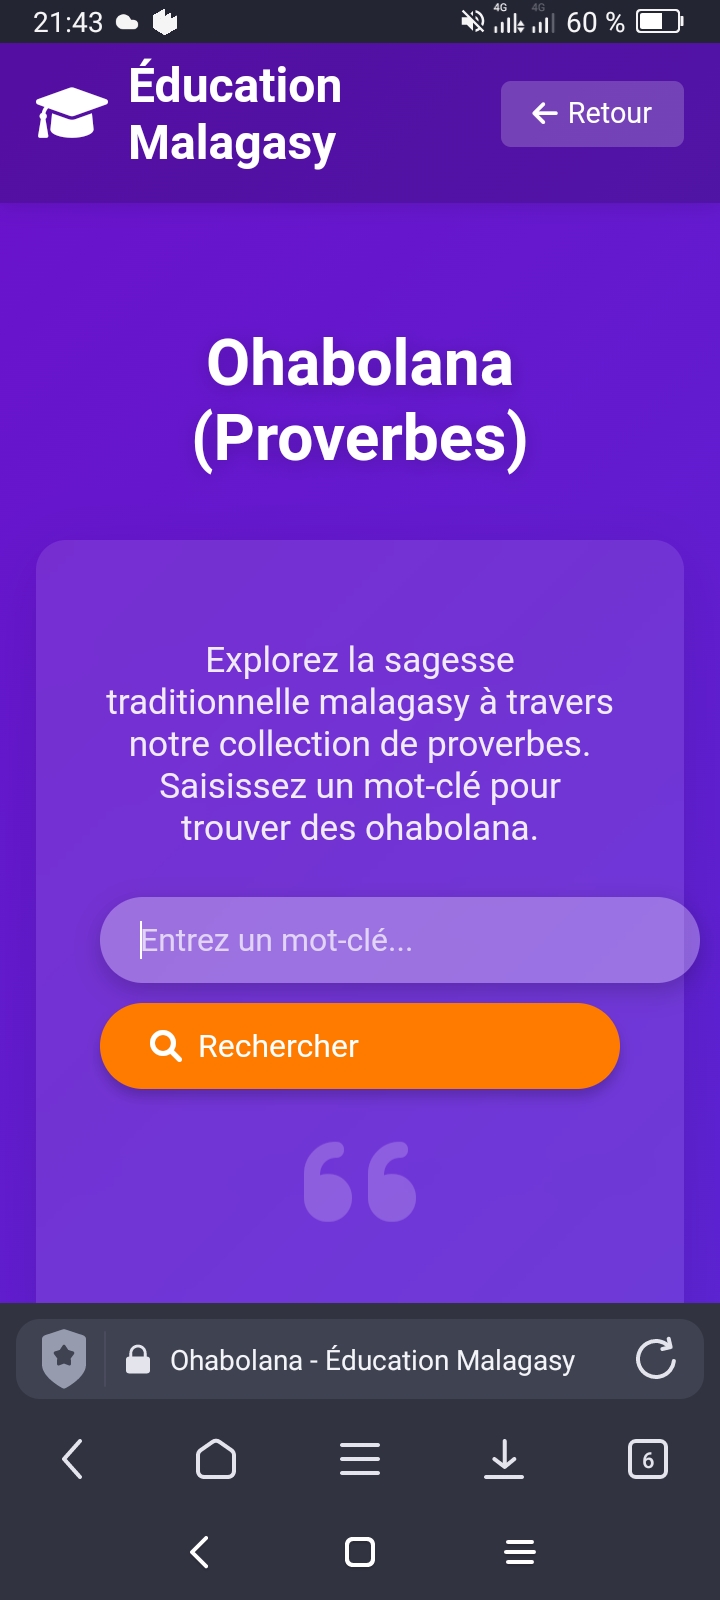 21:43 4G 4G 60 %
Éducation
Malagasy
Retour
Ohabolana
(Proverbes)
Explorez la sagesse
traditionnelle malagasy à travers
notre collection de proverbes.
Saisissez un mot-clé pour
trouver des ohabolana.
Entrez un mot-clé...
Rechercher
Ohabolana - Éducation Malagasy
6